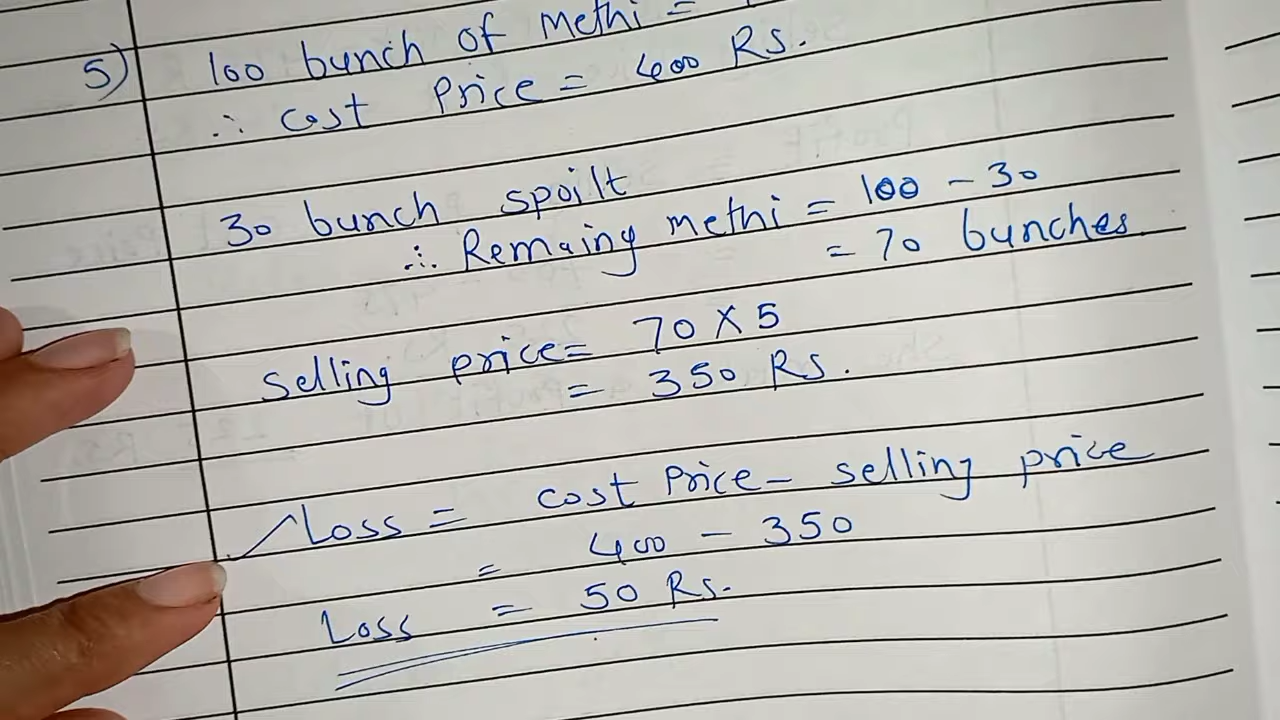 5) 100 bunch of Methi =
∴ cost Price = 400 Rs.
30 bunch spoilt
∴ Remaing methi = 100 - 30
= 70 bunches.
Selling price = 70 X 5
= 350 Rs.
Loss = cost Price - selling price
= 400 - 350
Loss = 50 Rs.